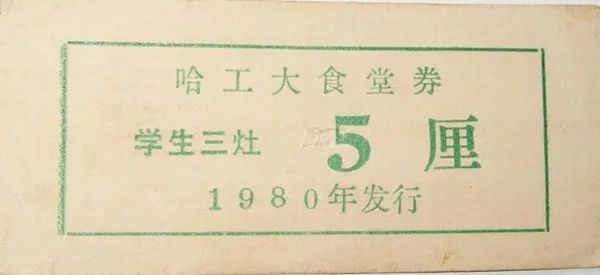 哈工大食堂券
学生三灶 5 厘
1980年发行